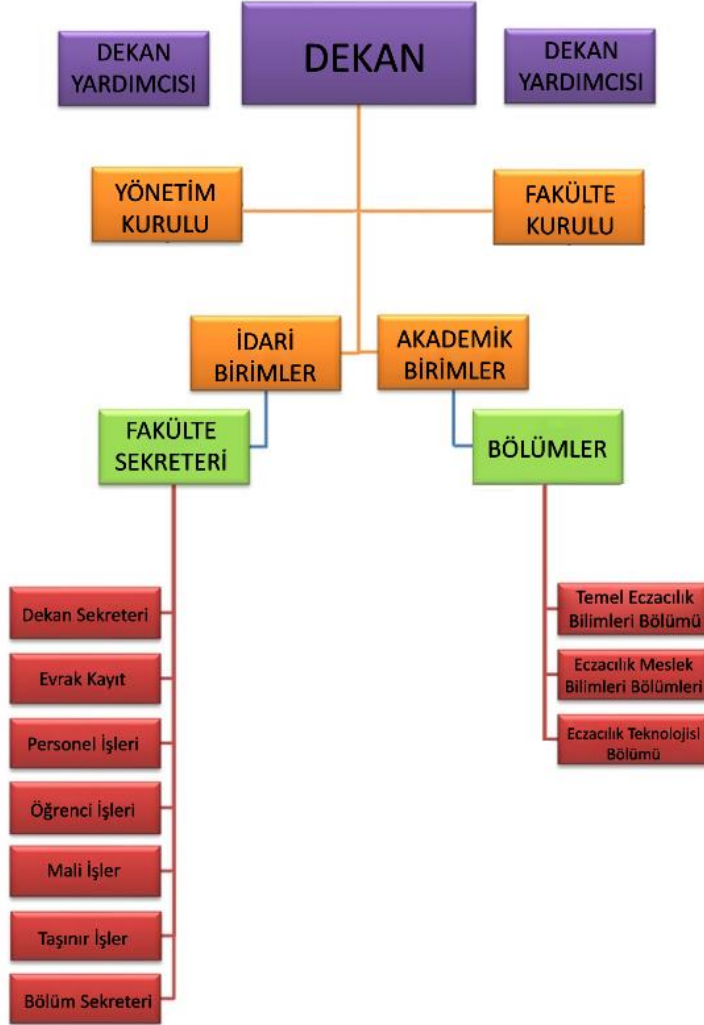 DEKAN
YARDIMCISI
DEKAN
DEKAN
YARDIMCISI
YÖNETİM
KURULU
FAKÜLTE
KURULU
İDARİ
BİRİMLER
AKADEMİK
BİRİMLER
FAKÜLTE
SEKRETERİ
BÖLÜMLER
Dekan Sekreteri
Evrak Kayıt
Personel İşleri
Öğrenci İşleri
Mali İşler
Taşınır İşler
Bölüm Sekreteri
Temel Eczacılık
Bilimleri Bölümü
Eczacılık Meslek
Bilimleri Bölümleri
Eczacılık Teknolojisi
Bölümü